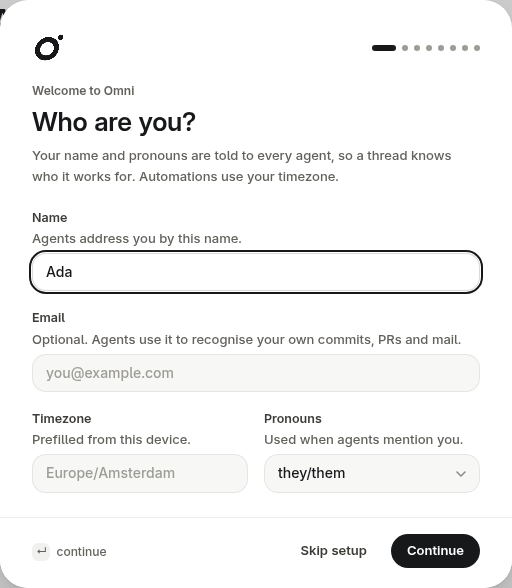 Welcome to Omni
Who are you?
Your name and pronouns are told to every agent, so a thread knows
who it works for. Automations use your timezone.
Name
Agents address you by this name.
Ada
Email
Optional. Agents use it to recognise your own commits, PRs and mail.
you@example.com
Timezone
Prefilled from this device.
Europe/Amsterdam
Pronouns
Used when agents mention you.
they/them
continue
Skip setup
Continue